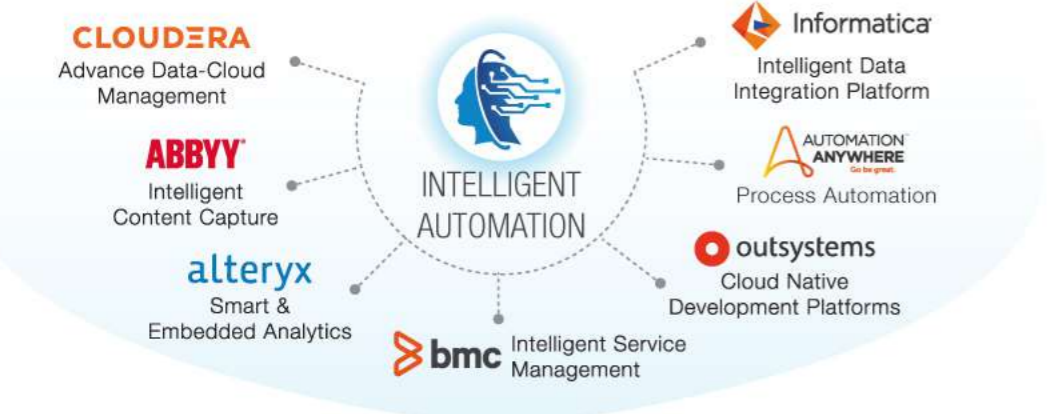 CLOUDERA
Advance Data-Cloud
Management
ABBYY®
Intelligent
Content Capture
alteryx
Smart &
Embedded Analytics
INTELLIGENT
AUTOMATION
bmc
Intelligent Service
Management
Informatica
Intelligent Data
Integration Platform
AUTOMATION
ANYWHERE
Go be great.
Process Automation
outsystems
Cloud Native
Development Platforms